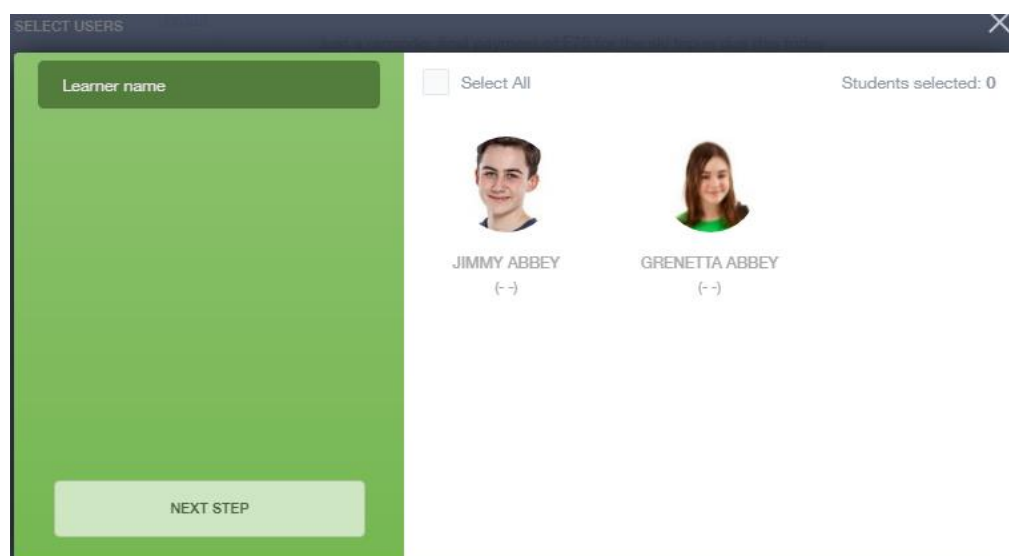 SELECT USERS
Learner name
Select All
Students selected: 0
JIMMY ABBEY
GRENETTA ABBEY
(- -)
(- -)
NEXT STEP